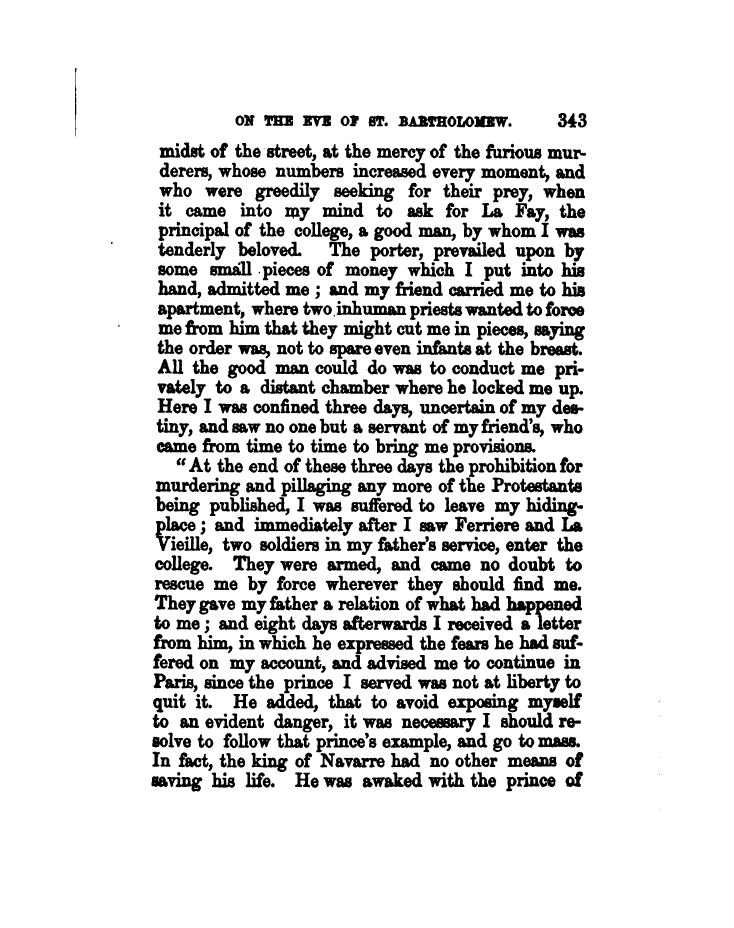 ON THE EVE OF ST. BARTHOLOMEW. 343
midst of the street, at the mercy of the furious mur-
derers, whose numbers increased every moment, and
who were greedily seeking for their prey, when
it came into my mind to ask for La Fay, the
principal of the college, a good man, by whom I was
tenderly beloved. The porter, prevailed upon by
some small pieces of money which I put into his
hand, admitted me ; and my friend carried me to his
apartment, where two inhuman priests wanted to force
me from him that they might cut me in pieces, saying
the order was, not to spare even infants at the breast.
All the good man could do was to conduct me pri-
vately to a distant chamber where he locked me up.
Here I was confined three days, uncertain of my des-
tiny, and saw no one but a servant of my friend's, who
came from time to time to bring me provisions.
"At the end of these three days the prohibition for
murdering and pillaging any more of the Protestants
being published, I was suffered to leave my hiding-
place ; and immediately after I saw Ferriere and La
Vieille, two soldiers in my father's service, enter the
college. They were armed, and came no doubt to
rescue me by force wherever they should find me.
They gave my father a relation of what had happened
to me ; and eight days afterwards I received a letter
from him, in which he expressed the fears he had suf-
fered on my account, and advised me to continue in
Paris, since the prince I served was not at liberty to
quit it. He added, that to avoid exposing myself
to an evident danger, it was necessary I should re-
solve to follow that prince's example, and go to mass.
In fact, the king of Navarre had no other means of
saving his life. He was awaked with the prince of